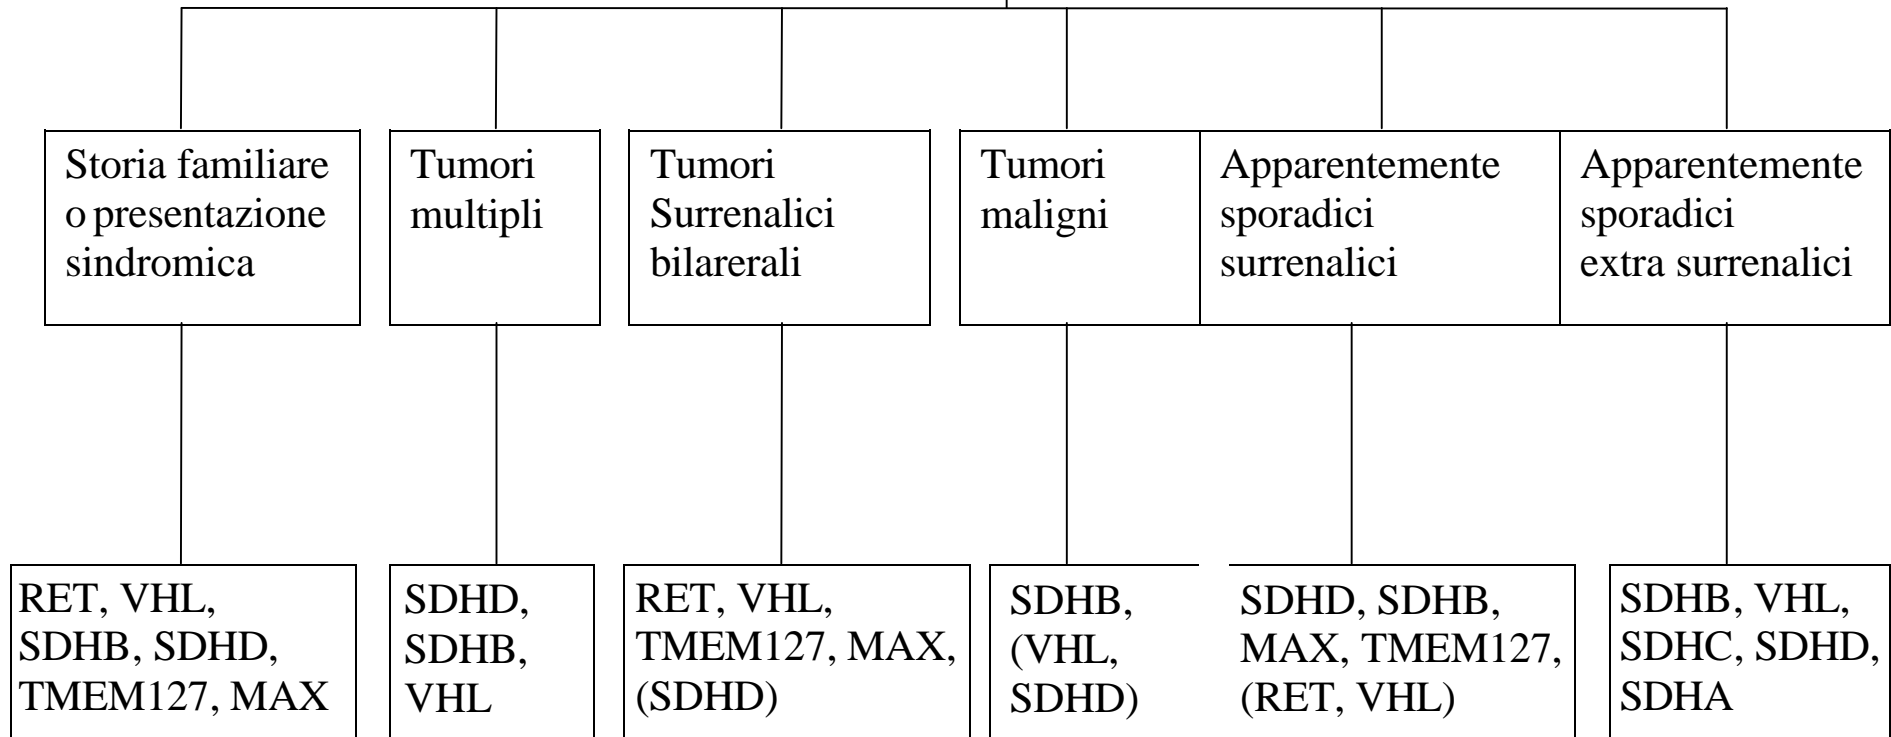 Storia familiare
o presentazione
sindromica
Tumori
multipli
Tumori
Surrenalici
bilarerali
Tumori
maligni
Apparentemente
sporadici
surrenalici
Apparentemente
sporadici
extra surrenalici
RET, VHL,
SDHB, SDHD,
TMEM127, MAX
SDHD,
SDHB,
VHL
RET, VHL,
TMEM127, MAX,
(SDHD)
SDHB,
(VHL,
SDHD)
SDHD, SDHB,
MAX, TMEM127,
(RET, VHL)
SDHB, VHL,
SDHC, SDHD,
SDHA